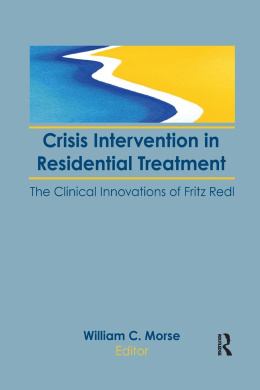 Crisis Intervention in
Residential Treatment
The Clinical Innovations of Fritz Redl
William C. Morse
Editor
R